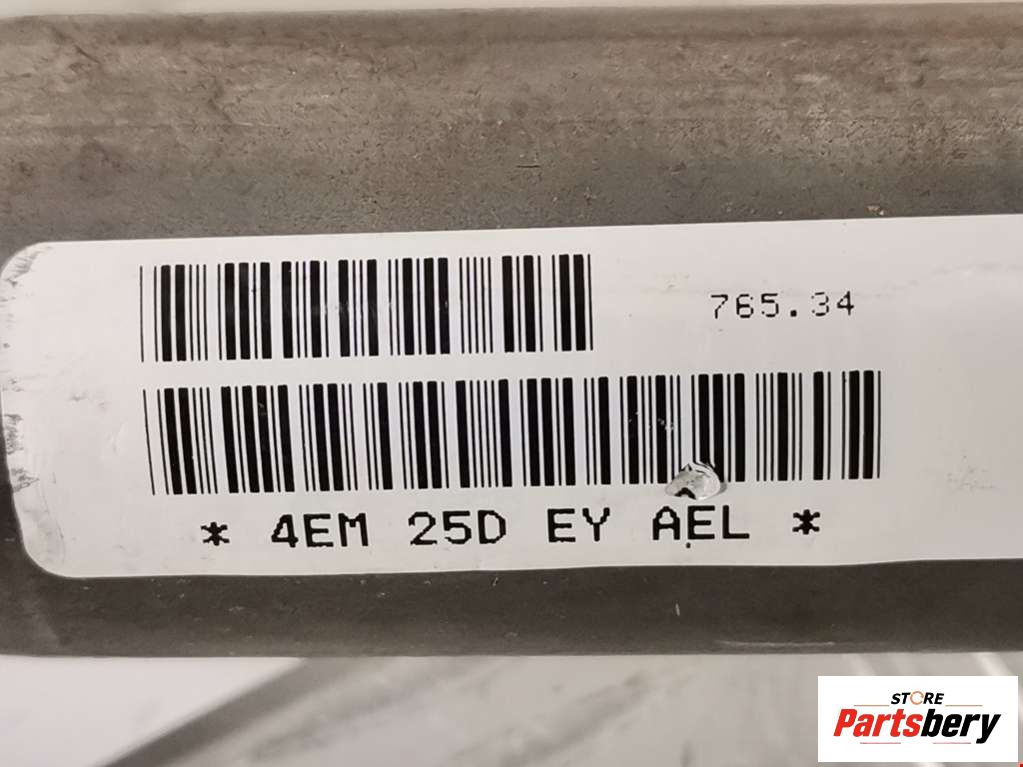 765.34
* 4EM 25D EY AEL *
STORE
Partsbery